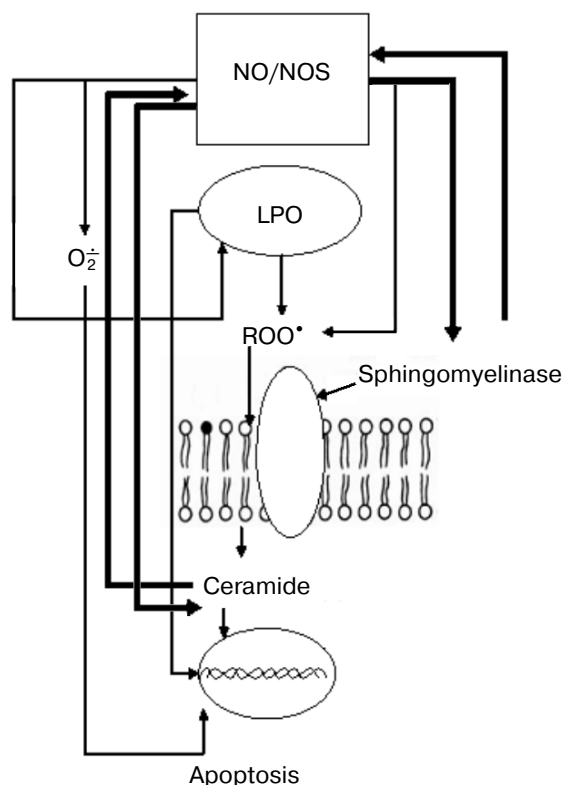 NO/NOS
LPO
O₂∸
ROO•
Sphingomyelinase
Ceramide
Apoptosis